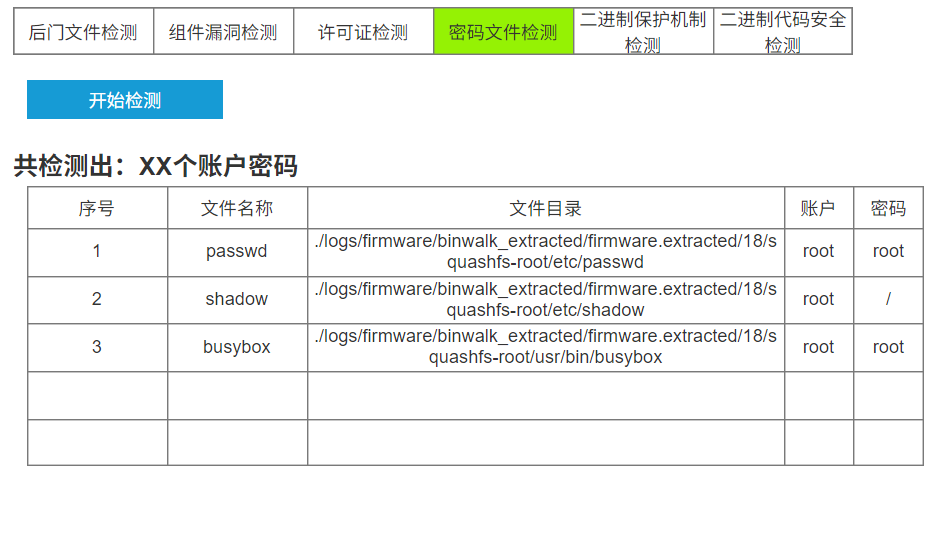 后门文件检测 组件漏洞检测 许可证检测 密码文件检测 二进制保护机制检测 二进制代码安全检测
开始检测
共检测出：XX个账户密码
序号 文件名称 文件目录 账户 密码
1 passwd ./logs/firmware/binwalk_extracted/firmware.extracted/18/s
quashfs-root/etc/passwd root root
2 shadow ./logs/firmware/binwalk_extracted/firmware.extracted/18/s
quashfs-root/etc/shadow root /
3 busybox ./logs/firmware/binwalk_extracted/firmware.extracted/18/s
quashfs-root/usr/bin/busybox root root